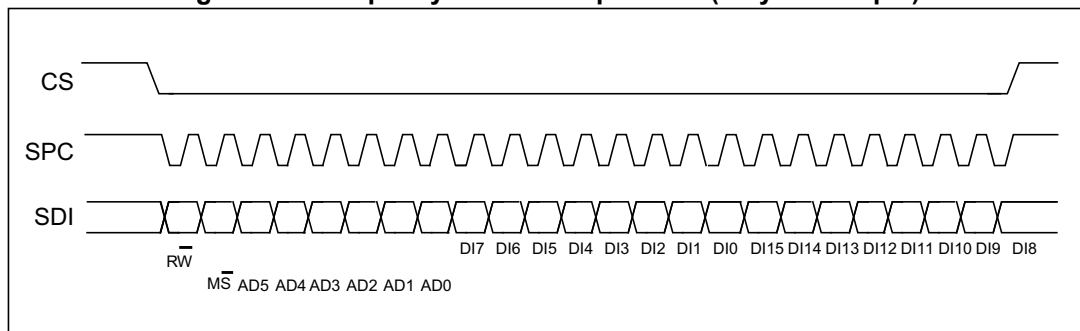 CS
SPC
SDI
DI7 DI6 DI5 DI4 DI3 DI2 DI1 DI0 DI15 DI14 DI13 DI12 DI11 DI10 DI9 DI8
RW̅
MS̅ AD5 AD4 AD3 AD2 AD1 AD0